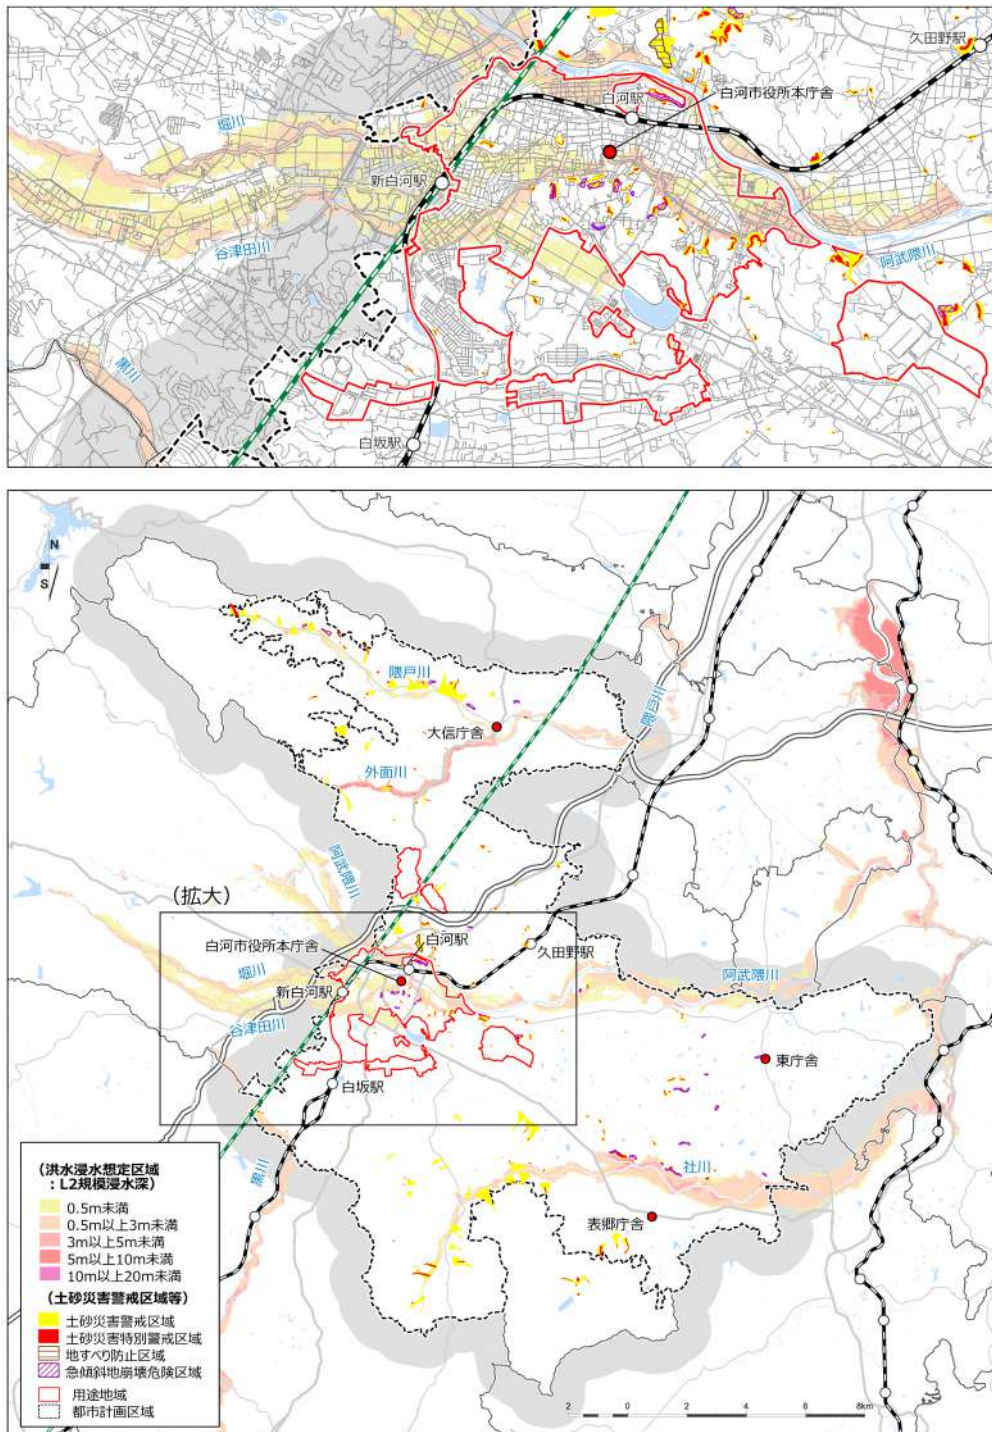 久田野駅
白河駅
白河市役所本庁舎
堀川
新白河駅
谷津田川
阿武隈川
黒川
白坂駅
N
S
隈戸川
大信庁舎
隈戸川
外面川
阿武隈川
(拡大)
白河市役所本庁舎
白河駅
久田野駅
堀川
新白河駅
阿武隈川
谷津田川
白坂駅
東庁舎
黒川
社川
表郷庁舎
(洪水浸水想定区域
:L2規模浸水深)
0.5m未満
0.5m以上3m未満
3m以上5m未満
5m以上10m未満
10m以上20m未満
(土砂災害警戒区域等)
土砂災害警戒区域
土砂災害特別警戒区域
地すべり防止区域
急傾斜地崩壊危険区域
用途地域
都市計画区域
2 0 2 4 6 8km